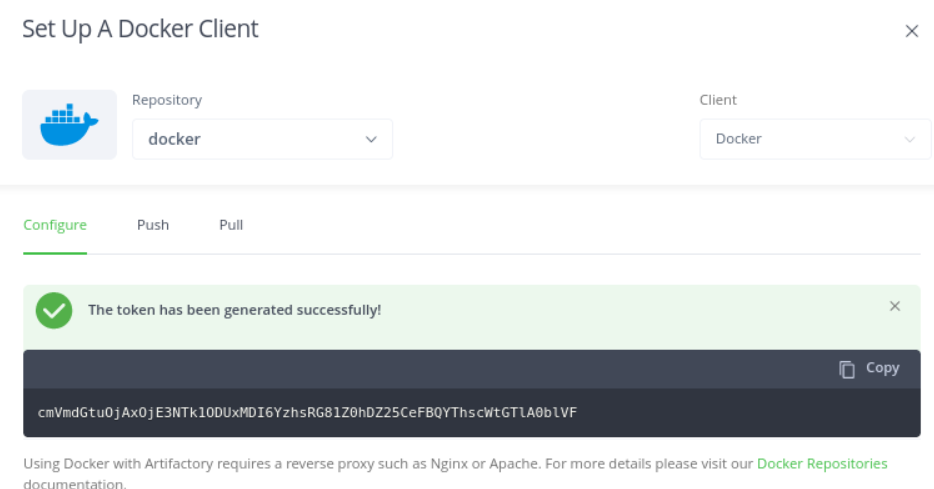 Set Up A Docker Client
Repository
Client
docker
Docker
Configure
Push
Pull
The token has been generated successfully!
Copy
cmVmdGtuOjAxOjE3NTk1ODUxMDI6YzhsRG81Z0hDZ25CeFBQYThscWtGTlA0blVF
Using Docker with Artifactory requires a reverse proxy such as Nginx or Apache. For more details please visit our Docker Repositories
documentation.